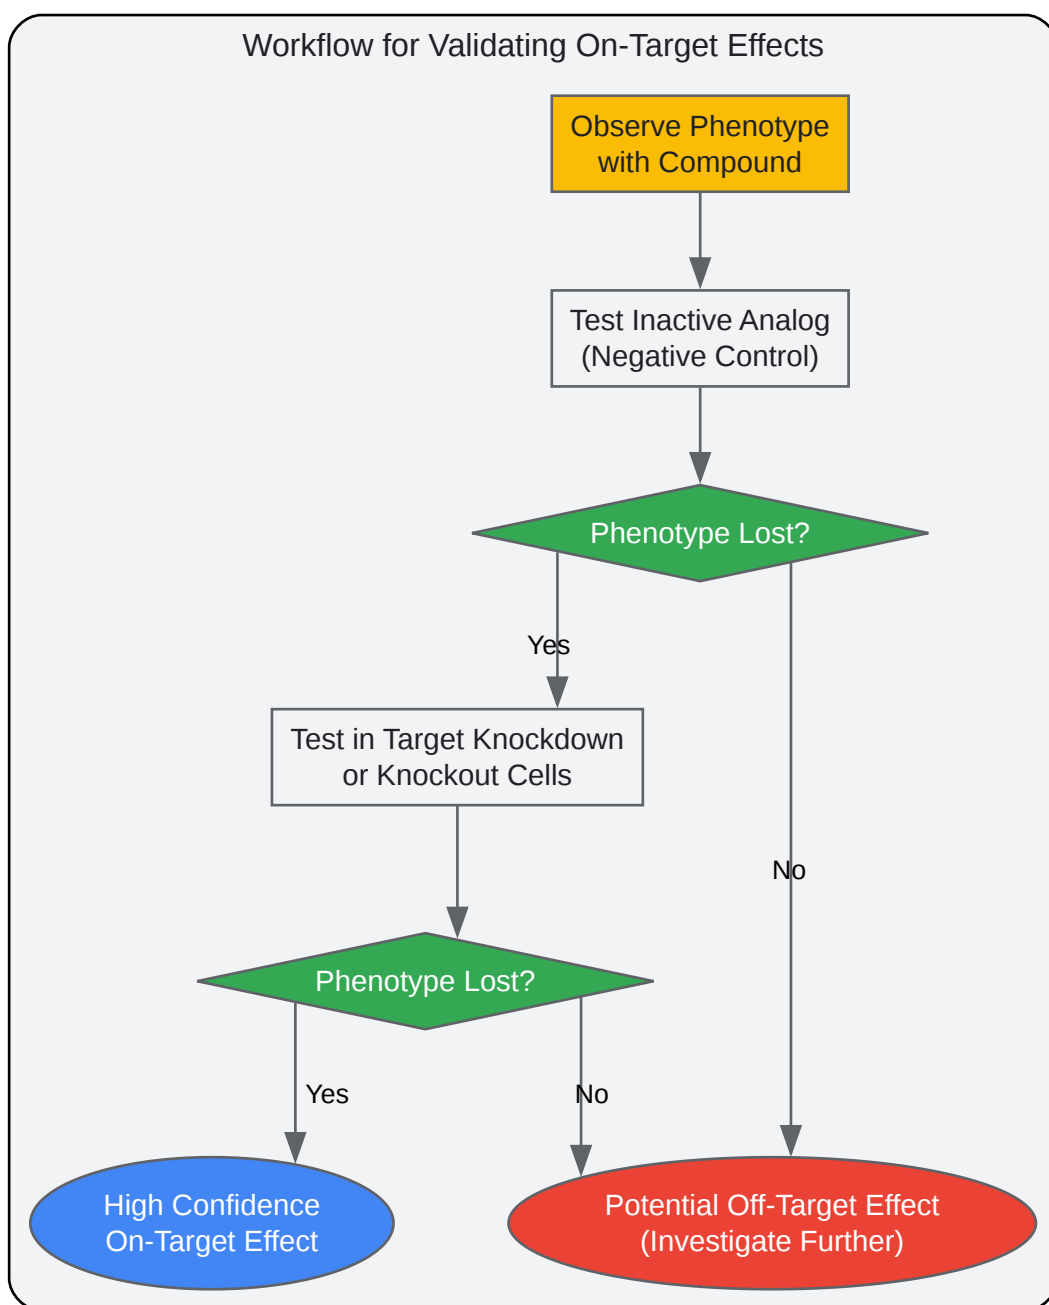 Workflow for Validating On-Target Effects
Observe Phenotype
with Compound
Test Inactive Analog
(Negative Control)
Phenotype Lost?
Yes
Test in Target Knockdown
or Knockout Cells
No
Phenotype Lost?
Yes
No
High Confidence
On-Target Effect
Potential Off-Target Effect
(Investigate Further)